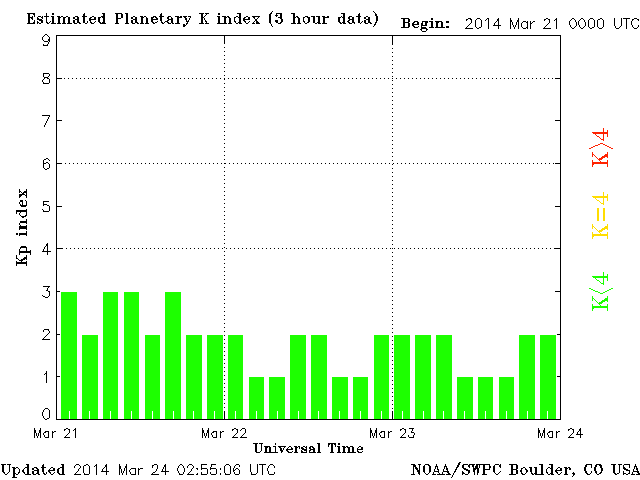 Estimated Planetary K index (3 hour data) Begin: 2014 Mar 21 0000 UTC
9
8
7
6
5
4
3
2
1
0
Kp index
K>4
K=4
K<4
Mar 21 Mar 22 Mar 23 Mar 24
Universal Time
Updated 2014 Mar 24 02:55:06 UTC NOAA/SWPC Boulder, CO USA